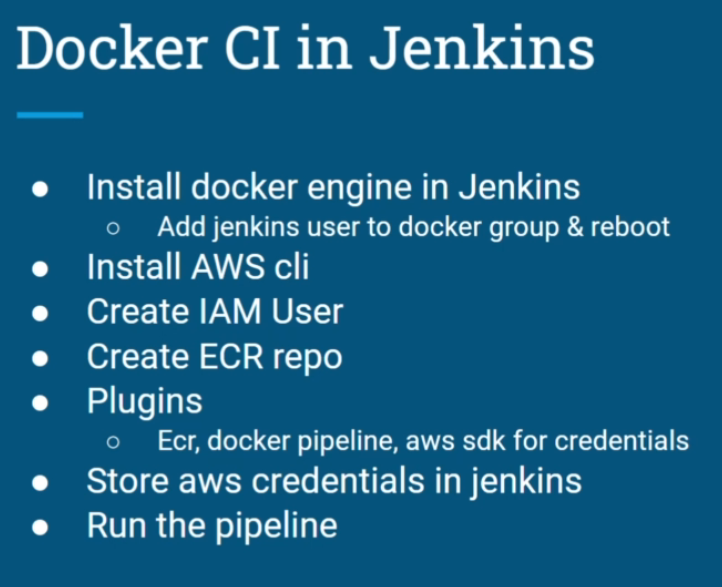 Docker CI in Jenkins
● Install docker engine in Jenkins
○ Add jenkins user to docker group & reboot
● Install AWS cli
● Create IAM User
● Create ECR repo
● Plugins
○ Ecr, docker pipeline, aws sdk for credentials
● Store aws credentials in jenkins
● Run the pipeline